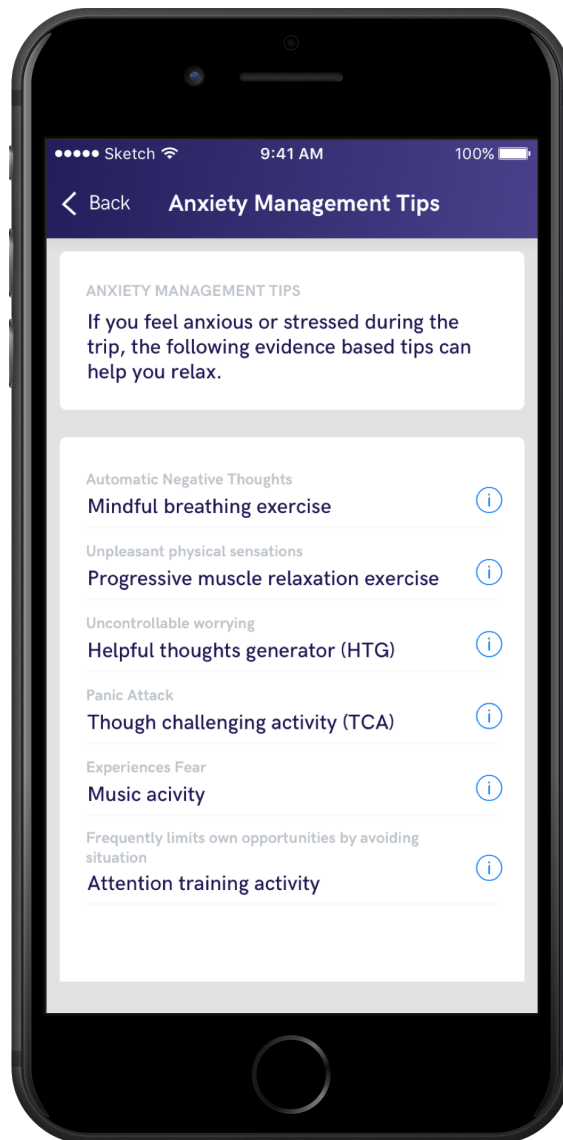 Sketch 9:41 AM 100%
Back Anxiety Management Tips
ANXIETY MANAGEMENT TIPS
If you feel anxious or stressed during the
trip, the following evidence based tips can
help you relax.
Automatic Negative Thoughts
Mindful breathing exercise
Unpleasant physical sensations
Progressive muscle relaxation exercise
Uncontrollable worrying
Helpful thoughts generator (HTG)
Panic Attack
Though challenging activity (TCA)
Experiences Fear
Music acivity
Frequently limits own opportunities by avoiding
situation
Attention training activity